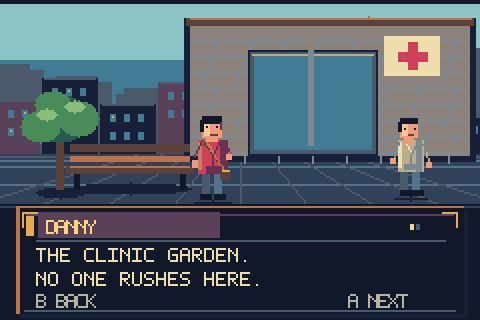 DANNY
THE CLINIC GARDEN.
NO ONE RUSHES HERE.
B BACK
A NEXT